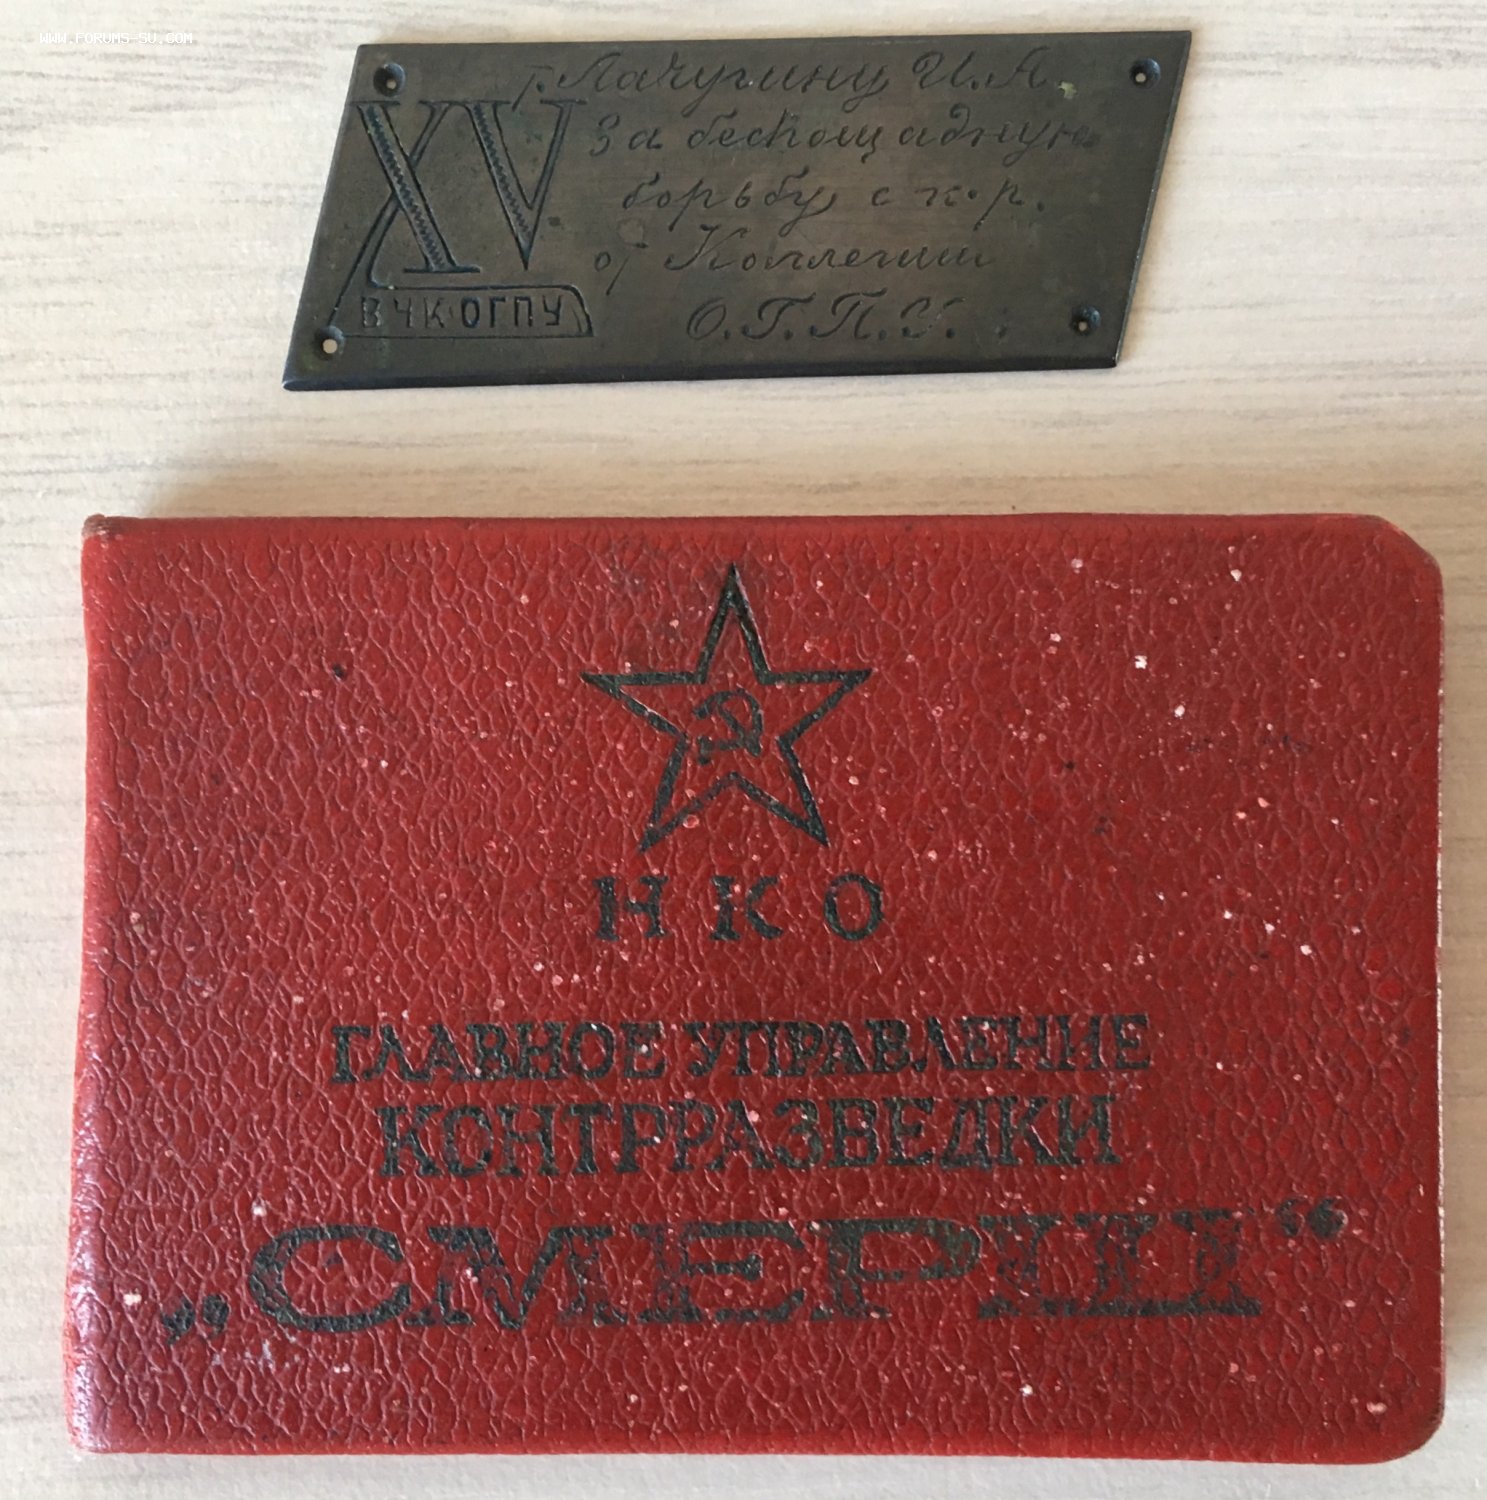 WWW.FORUMS-SU.COM
т. Лачугину И.А.
За беспощадную
борьбу с к.р.
от Коллегии
О.Г.П.У.
XV
ВЧК·ОГПУ
НКО
ГЛАВНОЕ УПРАВЛЕНИЕ
КОНТРРАЗВЕДКИ
„СМЕРШ“